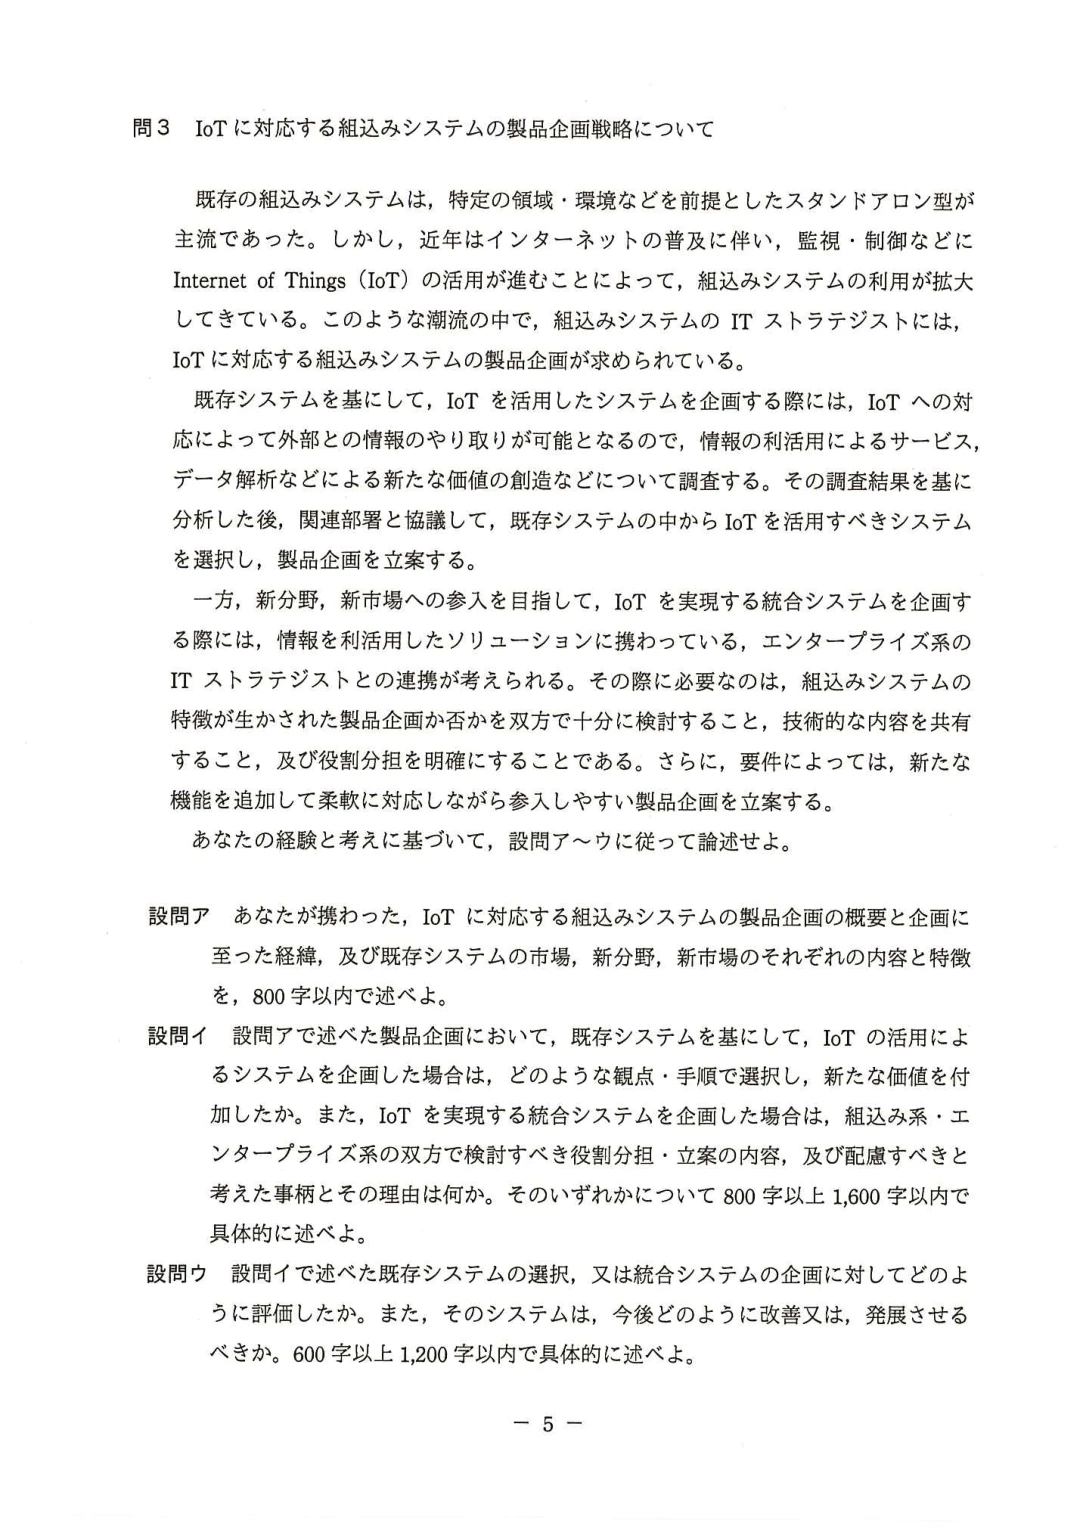 問3　IoT に対応する組込みシステムの製品企画戦略について
既存の組込みシステムは，特定の領域・環境などを前提としたスタンドアロン型が
主流であった。しかし，近年はインターネットの普及に伴い，監視・制御などに
Internet of Things（IoT）の活用が進むことによって，組込みシステムの利用が拡大
してきている。このような潮流の中で，組込みシステムの IT ストラテジストには，
IoT に対応する組込みシステムの製品企画が求められている。
既存システムを基にして，IoT を活用したシステムを企画する際には，IoT への対
応によって外部との情報のやり取りが可能となるので，情報の利活用によるサービス，
データ解析などによる新たな価値の創造などについて調査する。その調査結果を基に
分析した後，関連部署と協議して，既存システムの中から IoT を活用すべきシステム
を選択し，製品企画を立案する。
一方，新分野，新市場への参入を目指して，IoT を実現する統合システムを企画す
る際には，情報を利活用したソリューションに携わっている，エンタープライズ系の
IT ストラテジストとの連携が考えられる。その際に必要なのは，組込みシステムの
特徴が生かされた製品企画か否かを双方で十分に検討すること，技術的な内容を共有
すること，及び役割分担を明確にすることである。さらに，要件によっては，新たな
機能を追加して柔軟に対応しながら参入しやすい製品企画を立案する。
あなたの経験と考えに基づいて，設問ア～ウに従って論述せよ。
設問ア　あなたが携わった，IoT に対応する組込みシステムの製品企画の概要と企画に
至った経緯，及び既存システムの市場，新分野，新市場のそれぞれの内容と特徴
を，800 字以内で述べよ。
設問イ　設問アで述べた製品企画において，既存システムを基にして，IoT の活用によ
るシステムを企画した場合は，どのような観点・手順で選択し，新たな価値を付
加したか。また，IoT を実現する統合システムを企画した場合は，組込み系・エ
ンタープライズ系の双方で検討すべき役割分担・立案の内容，及び配慮すべきと
考えた事柄とその理由は何か。そのいずれかについて 800 字以上 1,600 字以内で
具体的に述べよ。
設問ウ　設問イで述べた既存システムの選択，又は統合システムの企画に対してどのよ
うに評価したか。また，そのシステムは，今後どのように改善又は，発展させる
べきか。600 字以上 1,200 字以内で具体的に述べよ。
－ 5 －